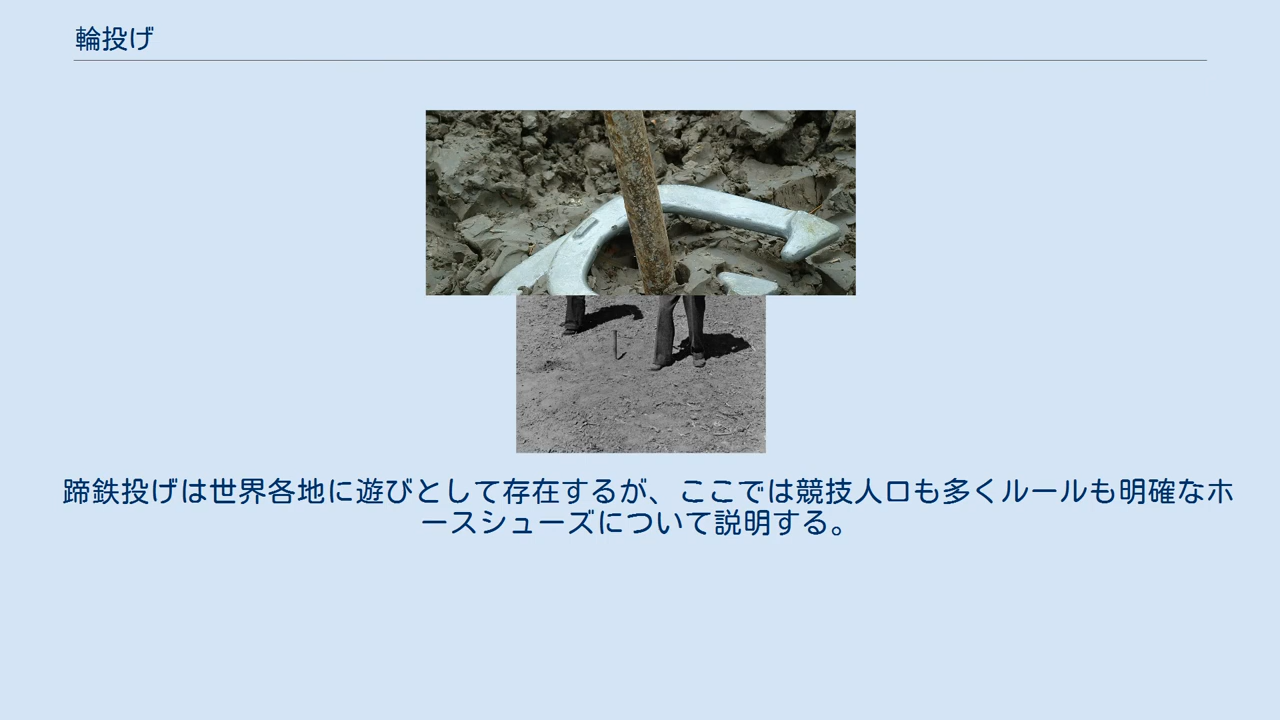 輪投げ
蹄鉄投げは世界各地に遊びとして存在するが、ここでは競技人口も多くルールも明確なホ
ースシューズについて説明する。